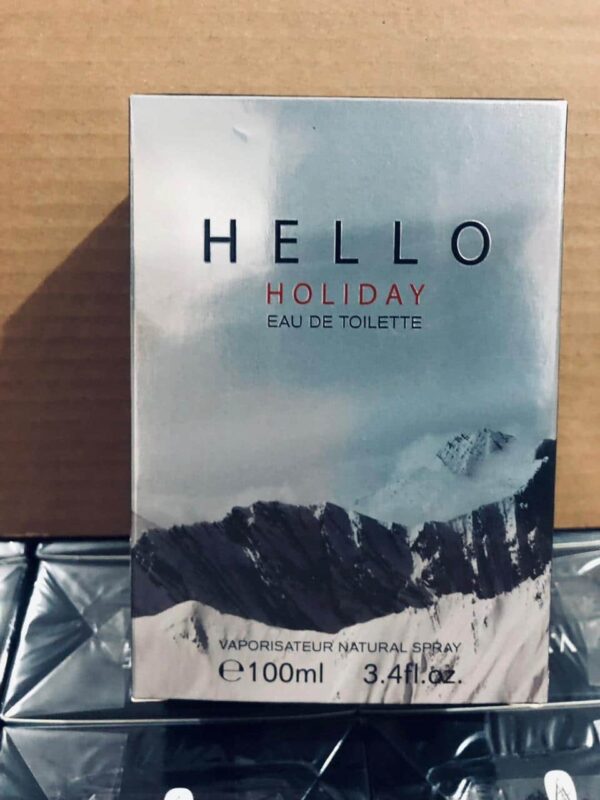 HELLO
HOLIDAY
EAU DE TOILETTE
VAPORISATEUR NATURAL SPRAY
℮100ml 3.4fl.oz.